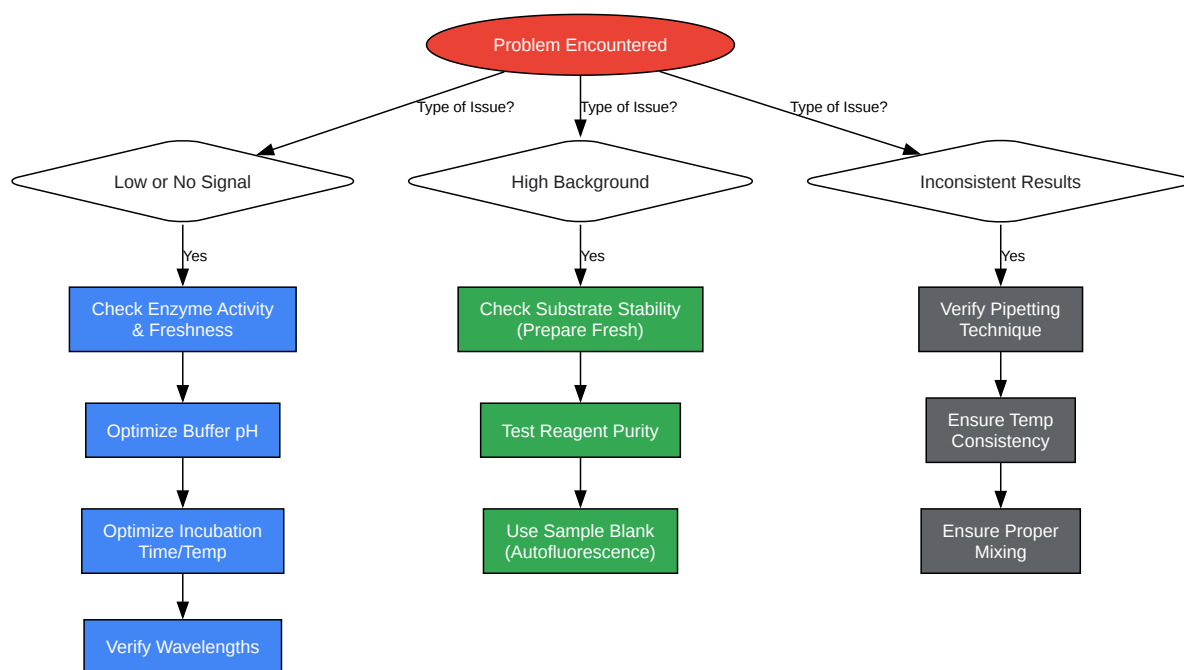 Problem Encountered
Type of Issue?
Type of Issue?
Type of Issue?
Low or No Signal
High Background
Inconsistent Results
Yes
Yes
Yes
Check Enzyme Activity
& Freshness
Check Substrate Stability
(Prepare Fresh)
Verify Pipetting
Technique
Optimize Buffer pH
Test Reagent Purity
Ensure Temp
Consistency
Optimize Incubation
Time/Temp
Use Sample Blank
(Autofluorescence)
Ensure Proper
Mixing
Verify Wavelengths